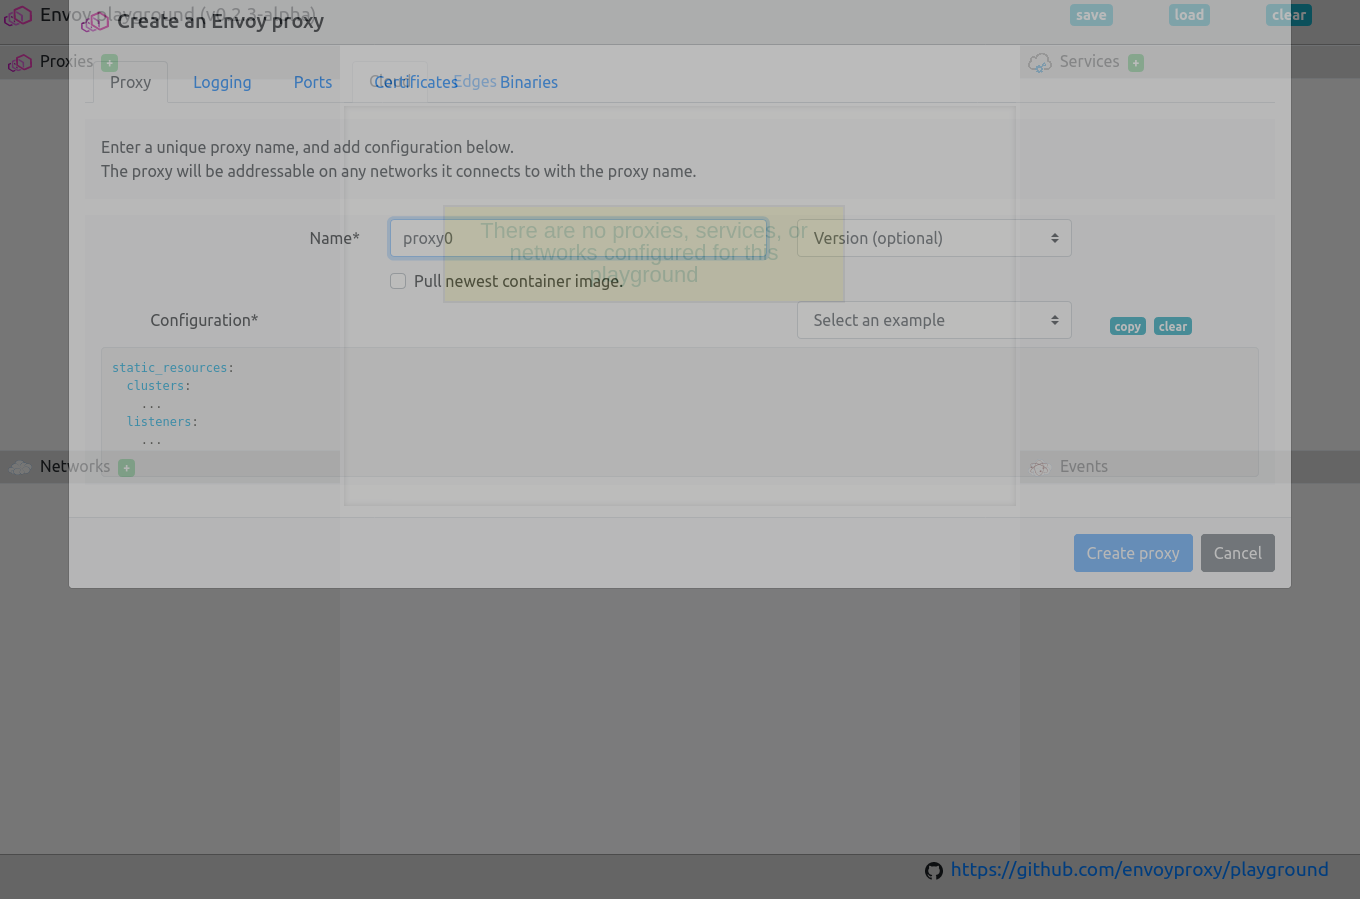 Envoy playground (v0.2.3-alpha)
Create an Envoy proxy
save
load
clear
Proxies +
Services +
Proxy
Logging
Ports
Cloud
Certificates
Edges
Binaries
Enter a unique proxy name, and add configuration below.
The proxy will be addressable on any networks it connects to with the proxy name.
There are no proxies, services, or
networks configured for this
playground
Name*
proxy0
Version (optional)
Pull newest container image.
Configuration*
Select an example
copy
clear
static_resources:
clusters:
...
listeners:
...
Networks +
Events
Create proxy
Cancel
https://github.com/envoyproxy/playground